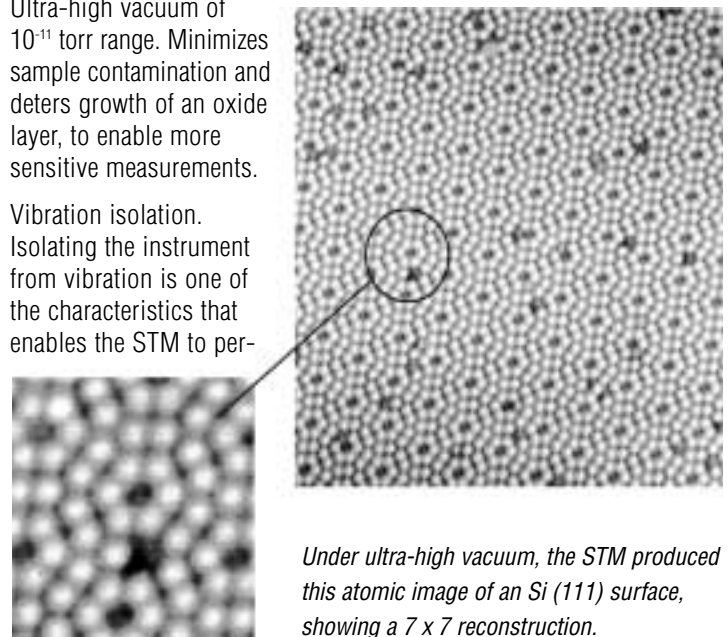 Ultra-high vacuum of
10⁻¹¹ torr range. Minimizes
sample contamination and
deters growth of an oxide
layer, to enable more
sensitive measurements.
Vibration isolation.
Isolating the instrument
from vibration is one of
the characteristics that
enables the STM to per-
Under ultra-high vacuum, the STM produced
this atomic image of an Si (111) surface,
showing a 7 x 7 reconstruction.